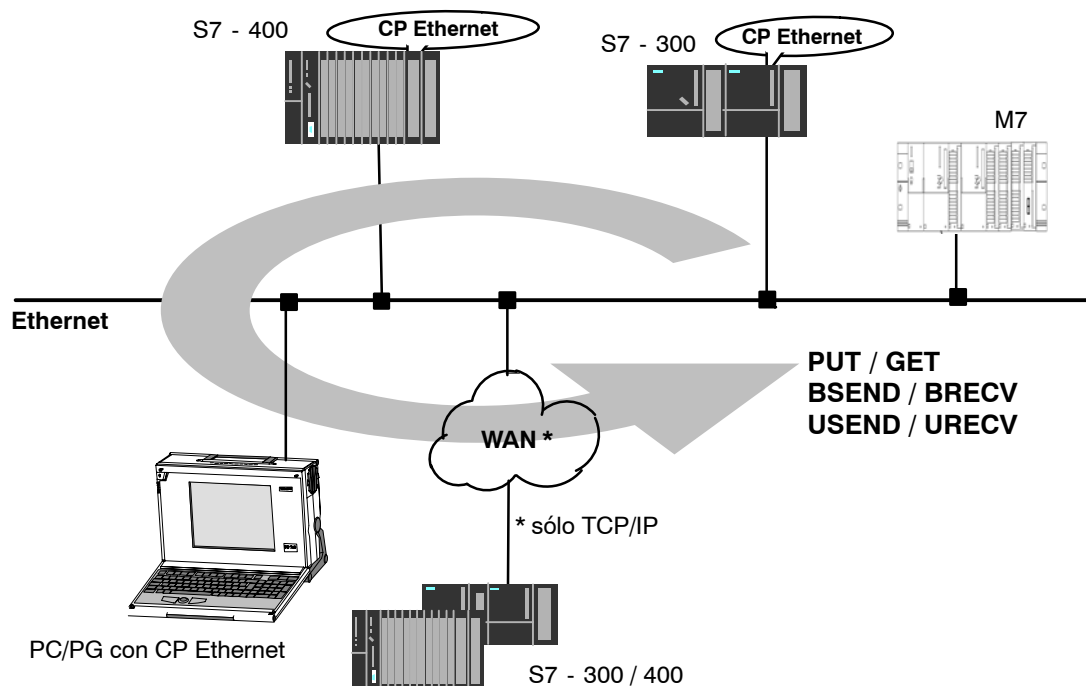 S7 - 400
CP Ethernet
S7 - 300
CP Ethernet
M7
Ethernet
PUT / GET
BSEND / BRECV
USEND / URECV
WAN *
* sólo TCP/IP
PC/PG con CP Ethernet
S7 - 300 / 400